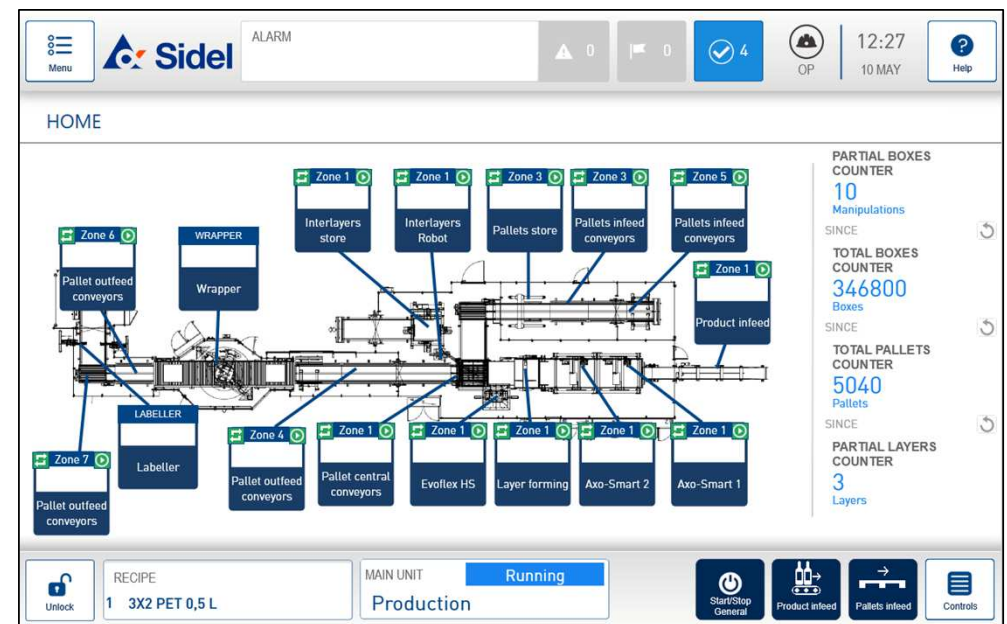 Menu
Sidel
ALARM
0
0
4
OP
12:27
10 MAY
Help
HOME
Zone 1
Interlayers
store
Zone 1
Interlayers
Robot
Zone 3
Pallets store
Zone 3
Pallets infeed
conveyors
Zone 5
Pallets infeed
conveyors
Zone 6
Pallet outfeed
conveyors
WRAPPER
Wrapper
Zone 1
Product infeed
LABELLER
Labeller
Zone 7
Pallet outfeed
conveyors
Zone 4
Pallet outfeed
conveyors
Zone 1
Pallet central
conveyors
Zone 1
Evoflex HS
Zone 1
Layer forming
Zone 1
Axo-Smart 2
Zone 1
Axo-Smart 1
PARTIAL BOXES
COUNTER
10
Manipulations
SINCE
TOTAL BOXES
COUNTER
346800
Boxes
SINCE
TOTAL PALLETS
COUNTER
5040
Pallets
SINCE
PARTIAL LAYERS
COUNTER
3
Layers
Unlock
RECIPE
1 3X2 PET 0,5 L
MAIN UNIT
Running
Production
Start/Stop
General
Product infeed
Pallets infeed
Controls